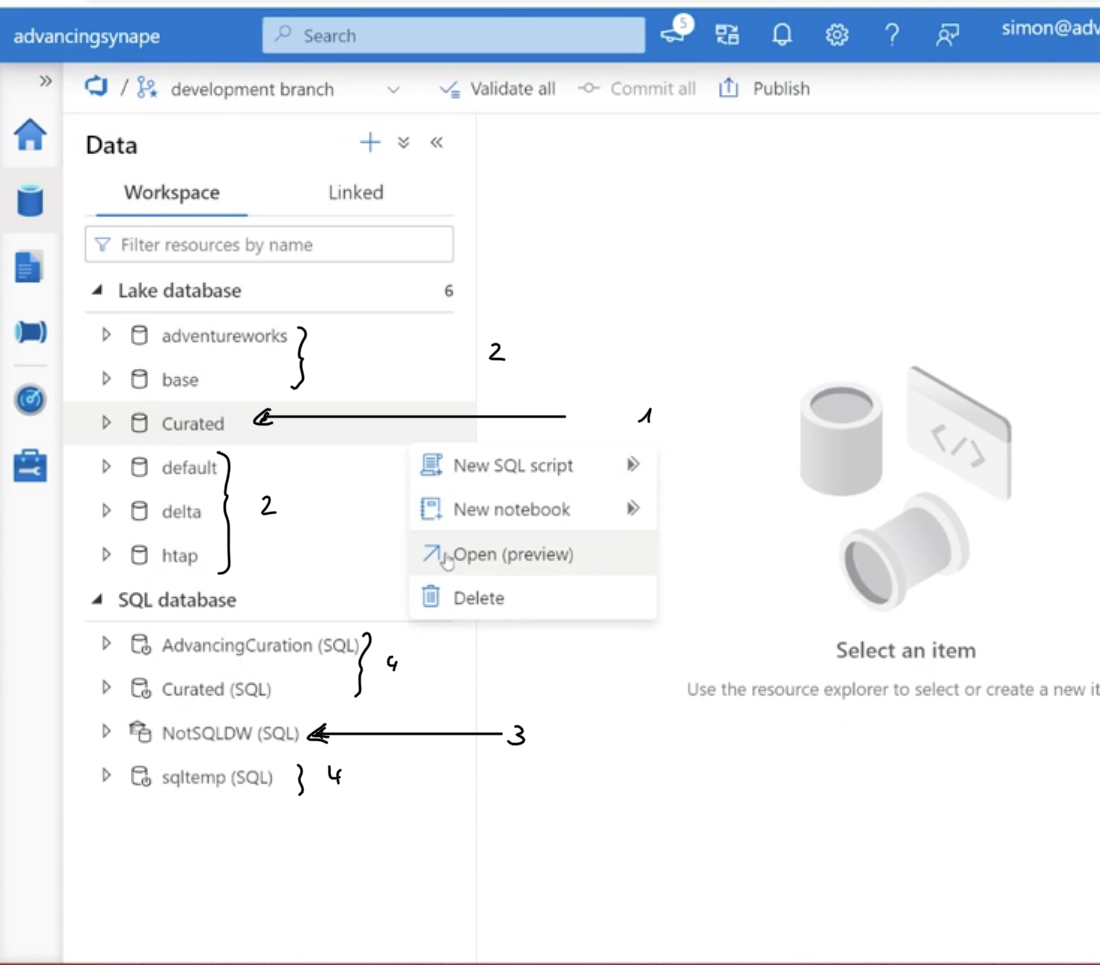 advancingsynape
Search
5
simon@adv
development branch
Validate all
Commit all
Publish
Data
Workspace
Linked
Filter resources by name
Lake database 6
adventureworks
base
2
Curated
1
default
delta
2
htap
New SQL script
New notebook
Open (preview)
Delete
SQL database
AdvancingCuration (SQL)
4
Curated (SQL)
NotSQLDW (SQL)
3
sqltemp (SQL)
4
Select an item
Use the resource explorer to select or create a new it